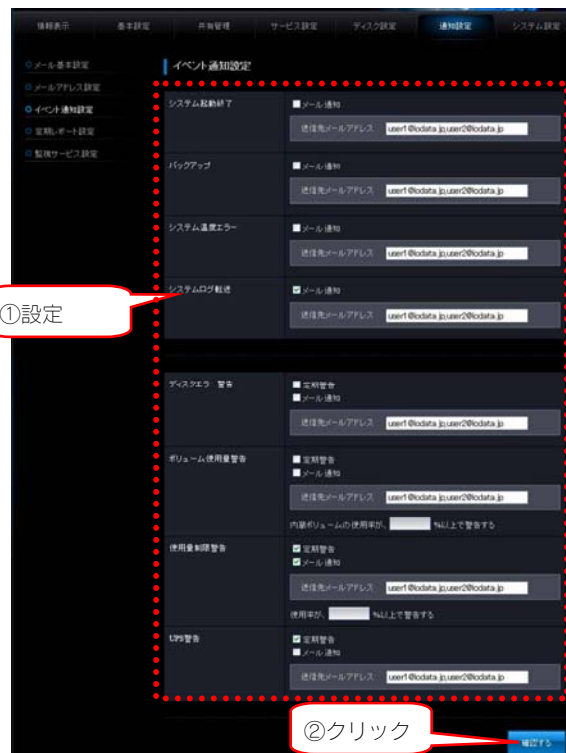 情報表示 基本設定 共有管理 サービス設定 ディスク設定 通知設定 システム設定
メール基本設定
メールアドレス設定
イベント通知設定
定期レポート設定
監視サービス設定
イベント通知設定
システム起動終了
メール通知
送信先メールアドレス user1@iodata.jp,user2@iodata.jp
バックアップ
メール通知
送信先メールアドレス user1@iodata.jp,user2@iodata.jp
システム温度エラー
メール通知
送信先メールアドレス user1@iodata.jp,user2@iodata.jp
システムログ転送
メール通知
送信先メールアドレス user1@iodata.jp,user2@iodata.jp
①設定
ディスクエラー 警告
定期警告
メール通知
送信先メールアドレス user1@iodata.jp,user2@iodata.jp
ボリューム使用量警告
定期警告
メール通知
送信先メールアドレス user1@iodata.jp,user2@iodata.jp
内蔵ボリュームの使用率が、 %以上で警告する
使用量制限警告
定期警告
メール通知
送信先メールアドレス user1@iodata.jp,user2@iodata.jp
使用率が、 %以上で警告する
UPS警告
定期警告
メール通知
送信先メールアドレス user1@iodata.jp,user2@iodata.jp
②クリック
確認する